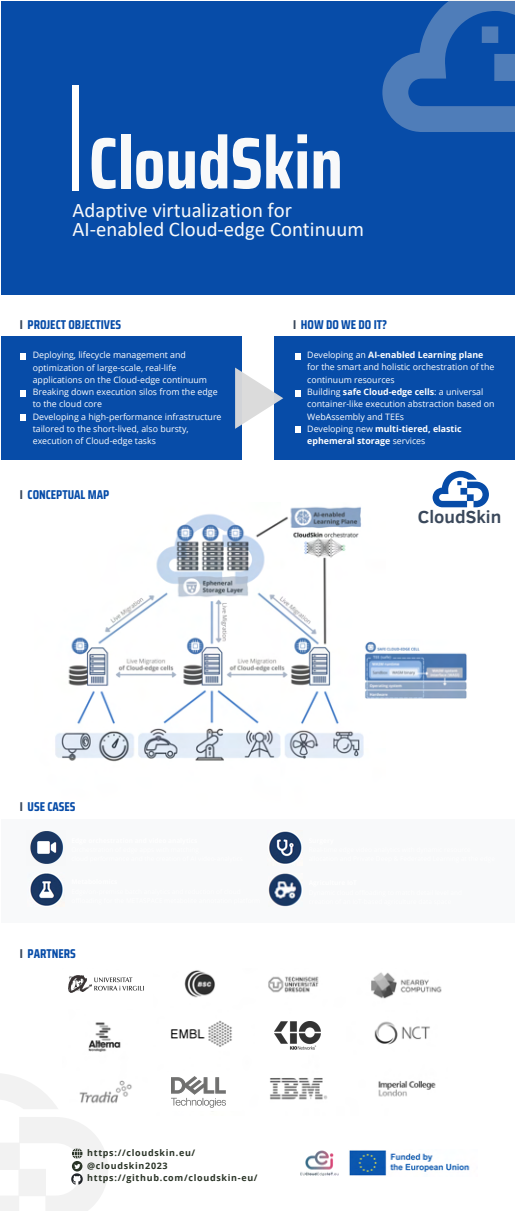 CloudSkin
Adaptive virtualization for
AI-enabled Cloud-edge Continuum
PROJECT OBJECTIVES
Deploying, lifecycle management and
optimization of large-scale, real-life
applications on the Cloud-edge continuum
Breaking down execution silos from the edge
to the cloud core
Developing a high-performance infrastructure
tailored to the short-lived, also bursty,
execution of Cloud-edge tasks
HOW DO WE DO IT?
Developing an AI-enabled Learning plane
for the smart and holistic orchestration of the
continuum resources
Building safe Cloud-edge cells: a universal
container-like execution abstraction based on
WebAssembly and TEEs
Developing new multi-tiered, elastic
ephemeral storage services
CONCEPTUAL MAP
CloudSkin
AI-enabled
Learning Plane
CloudSkin orchestrator
Ephemeral
Storage Layer
Live Migration
Live Migration
Live Migration
Live Migration
of Cloud-edge cells
Live Migration
of Cloud-edge cells
SAFE CLOUD-EDGE CELL
Operating system
Hardware
USE CASES
PARTNERS
UNIVERSITAT
ROVIRA i VIRGILI
BSC
TECHNISCHE
UNIVERSITÄT
DRESDEN
NEARBY
COMPUTING
Alterna
EMBL
KIO
KIO Networks
NCT
Tradia
DELL
Technologies
IBM
Imperial College
London
https://cloudskin.eu/
@cloudskin2023
https://github.com/cloudskin-eu/
Funded by
the European Union